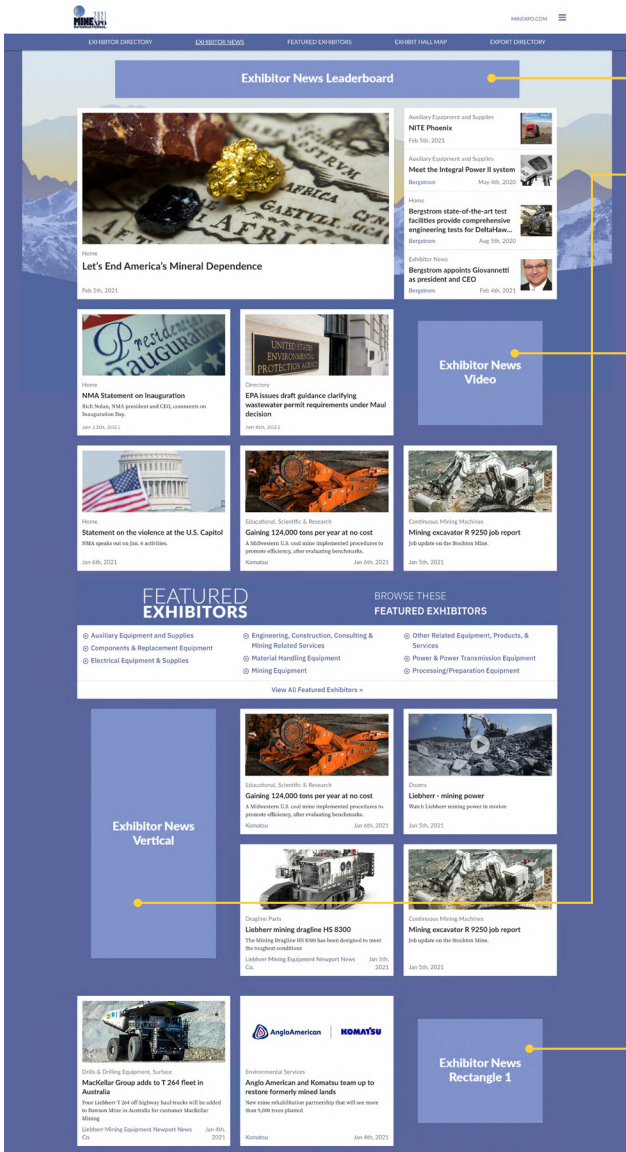 MINEXPO
INTERNATIONAL
MINEXPO.COM
EXHIBITOR DIRECTORY
EXHIBITOR NEWS
FEATURED EXHIBITORS
EXHIBIT HALL MAP
EXPORT DIRECTORY
Exhibitor News Leaderboard
AFRICA
Home
Let's End America's Mineral Dependence
Feb 5th, 2021
Auxiliary Equipment and Supplies
NITE Phoenix
Feb 5th, 2021
Auxiliary Equipment and Supplies
Meet the Integral Power II system
Bergstrom May 4th, 2020
Home
Bergstrom state-of-the-art test
facilities provide comprehensive
engineering tests for DeltaHaw...
Bergstrom Aug 5th, 2020
Exhibitor News
Bergstrom appoints Giovannetti
as president and CEO
Bergstrom Feb 4th, 2021
Presidential
Inauguration
Home
NMA Statement on Inauguration
Rich Nolan, NMA president and CEO, comments on
Inauguration Day.
Jan 13th, 2021
UNITED STATES
ENVIRONMENTAL
PROTECTION AGENCY
Directory
EPA issues draft guidance clarifying
wastewater permit requirements under Maui
decision
Jan 8th, 2021
Exhibitor News
Video
Home
Statement on the violence at the U.S. Capitol
NMA speaks out on Jan. 6 activities.
Jan 6th, 2021
Educational, Scientific & Research
Gaining 124,000 tons per year at no cost
A Midwestern U.S. coal mine implemented procedures to
promote efficiency, after evaluating benchmarks.
Komatsu Jan 6th, 2021
Continuous Mining Machines
Mining excavator R 9250 job report
Job update on the Stockton Mine.
Jan 5th, 2021
FEATURED
EXHIBITORS
BROWSE THESE
FEATURED EXHIBITORS
Auxiliary Equipment and Supplies
Components & Replacement Equipment
Electrical Equipment & Supplies
Engineering, Construction, Consulting &
Mining Related Services
Material Handling Equipment
Mining Equipment
Other Related Equipment, Products, &
Services
Power & Power Transmission Equipment
Processing/Preparation Equipment
View All Featured Exhibitors »
Exhibitor News
Vertical
Educational, Scientific & Research
Gaining 124,000 tons per year at no cost
A Midwestern U.S. coal mine implemented procedures to
promote efficiency, after evaluating benchmarks.
Komatsu Jan 6th, 2021
Dozers
Liebherr - mining power
Watch Liebherr mining power in motion
Jan 5th, 2021
Dragline Parts
Liebherr mining dragline HS 8300
The Mining Dragline HS 8300 has been designed to meet
the toughest conditions
Liebherr Mining Equipment Newport News Jan 5th,
Co. 2021
Continuous Mining Machines
Mining excavator R 9250 job report
Job update on the Stockton Mine.
Jan 5th, 2021
Drills & Drilling Equipment, Surface
MacKellar Group adds to T 264 fleet in
Australia
Four Liebherr T 264 off-highway haul trucks will be added
to Dawson Mine in Australia for customer MacKellar
Mining
Liebherr Mining Equipment Newport News Jan 4th,
Co. 2021
AngloAmerican KOMATSU
Environmental Services
Anglo American and Komatsu team up to
restore formerly mined lands
New mine rehabilitation partnership that will see more
than 9,000 trees planted
Komatsu Jan 4th, 2021
Exhibitor News
Rectangle 1